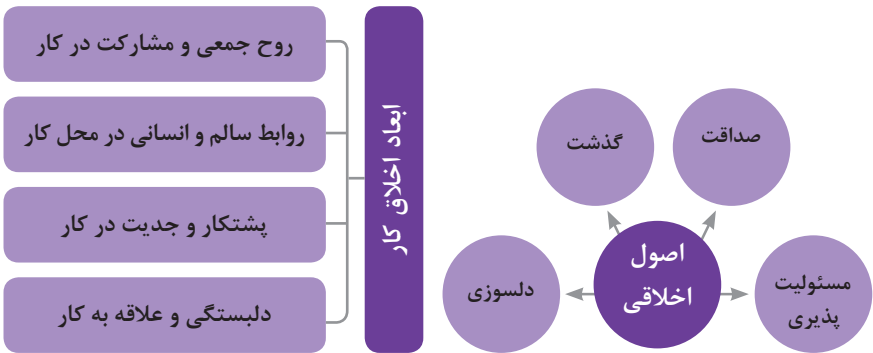 صداقت
گذشت
اصول
اخلاقی
مسئولیت
پذیری
دلسوزی
ابعاد اخلاق کار
روح جمعی و مشارکت در کار
روابط سالم و انسانی در محل کار
پشتکار و جدیت در کار
دلبستگی و علاقه به کار